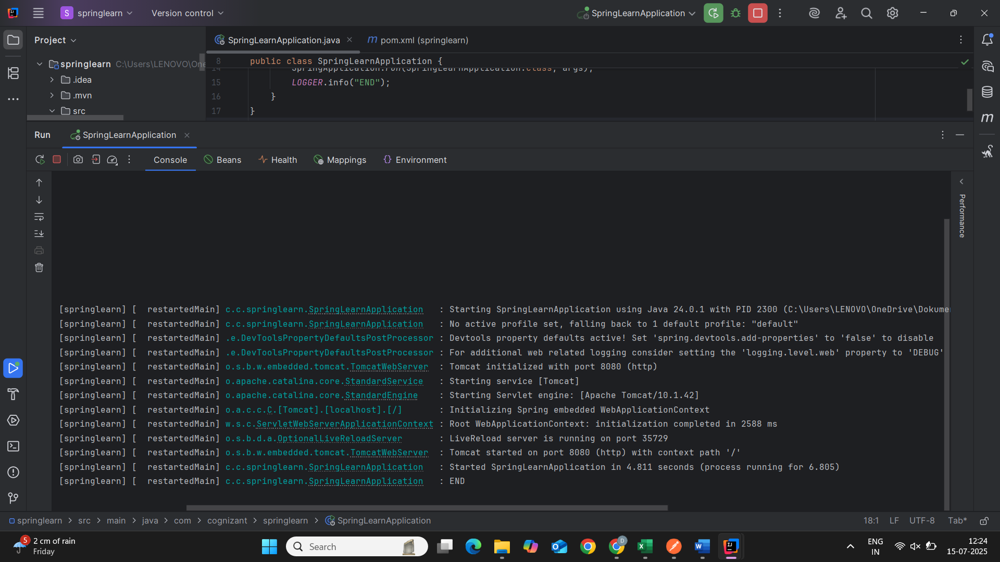 S springlearn Version control SpringLearnApplication
Project
SpringLearnApplication.java
pom.xml (springlearn)
springlearn C:\Users\LENOVO\One
.idea
.mvn
src
8 public class SpringLearnApplication {
14 SpringApplication.run(SpringLearnApplication.class, args);
15 LOGGER.info("END");
16 }
17 }
Run SpringLearnApplication
Console Beans Health Mappings Environment
Performance
[springlearn] [  restartedMain] c.c.springlearn.SpringLearnApplication : Starting SpringLearnApplication using Java 24.0.1 with PID 2300 (C:\Users\LENOVO\OneDrive\Dokume
[springlearn] [  restartedMain] c.c.springlearn.SpringLearnApplication : No active profile set, falling back to 1 default profile: "default"
[springlearn] [  restartedMain] .e.DevToolsPropertyDefaultsPostProcessor : Devtools property defaults active! Set 'spring.devtools.add-properties' to 'false' to disable
[springlearn] [  restartedMain] .e.DevToolsPropertyDefaultsPostProcessor : For additional web related logging consider setting the 'logging.level.web' property to 'DEBUG'
[springlearn] [  restartedMain] o.s.b.w.embedded.tomcat.TomcatWebServer : Tomcat initialized with port 8080 (http)
[springlearn] [  restartedMain] o.apache.catalina.core.StandardService : Starting service [Tomcat]
[springlearn] [  restartedMain] o.apache.catalina.core.StandardEngine : Starting Servlet engine: [Apache Tomcat/10.1.42]
[springlearn] [  restartedMain] o.a.c.c.C.[Tomcat].[localhost].[/] : Initializing Spring embedded WebApplicationContext
[springlearn] [  restartedMain] w.s.c.ServletWebServerApplicationContext : Root WebApplicationContext: initialization completed in 2588 ms
[springlearn] [  restartedMain] o.s.b.d.a.OptionalLiveReloadServer : LiveReload server is running on port 35729
[springlearn] [  restartedMain] o.s.b.w.embedded.tomcat.TomcatWebServer : Tomcat started on port 8080 (http) with context path '/'
[springlearn] [  restartedMain] c.c.springlearn.SpringLearnApplication : Started SpringLearnApplication in 4.811 seconds (process running for 6.805)
[springlearn] [  restartedMain] c.c.springlearn.SpringLearnApplication : END
springlearn > src > main > java > com > cognizant > springlearn > SpringLearnApplication 18:1 LF UTF-8 Tab*
5 2 cm of rain
Friday
Search
D
ENG
IN
12:24
15-07-2025